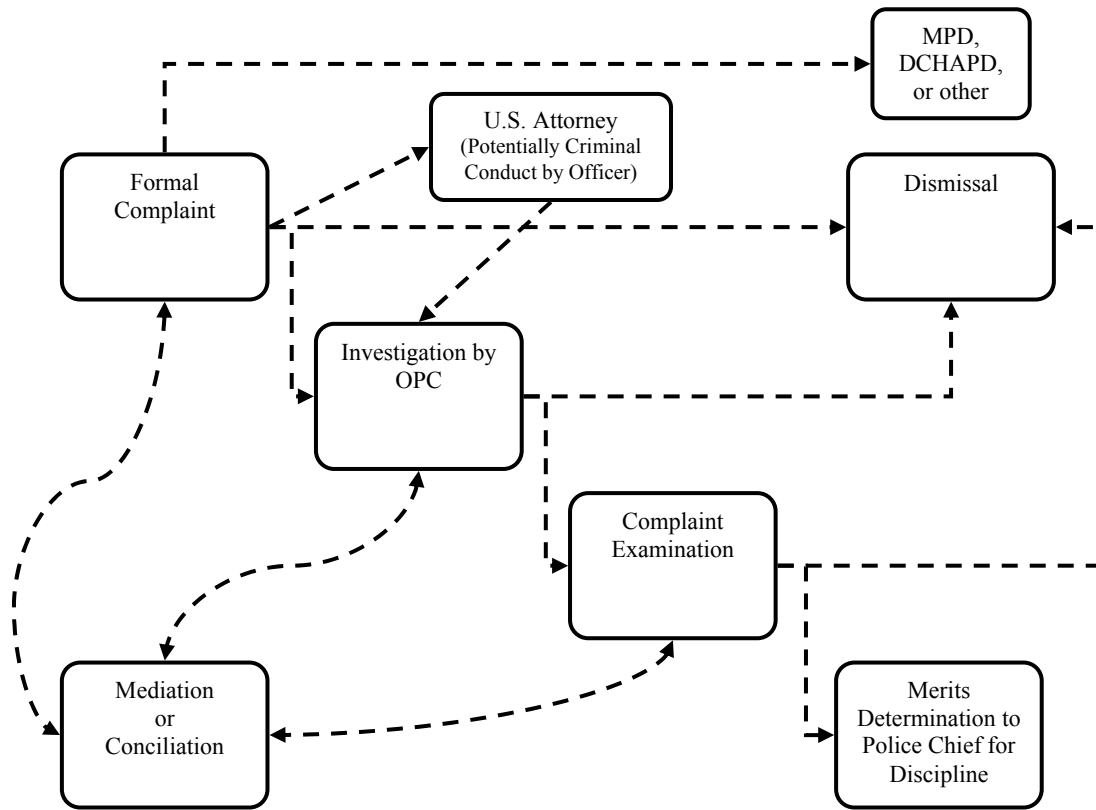 MPD,
DCHAPD,
or other
U.S. Attorney
(Potentially Criminal
Conduct by Officer)
Formal
Complaint
Dismissal
Investigation by
OPC
Complaint
Examination
Mediation
or
Conciliation
Merits
Determination to
Police Chief for
Discipline